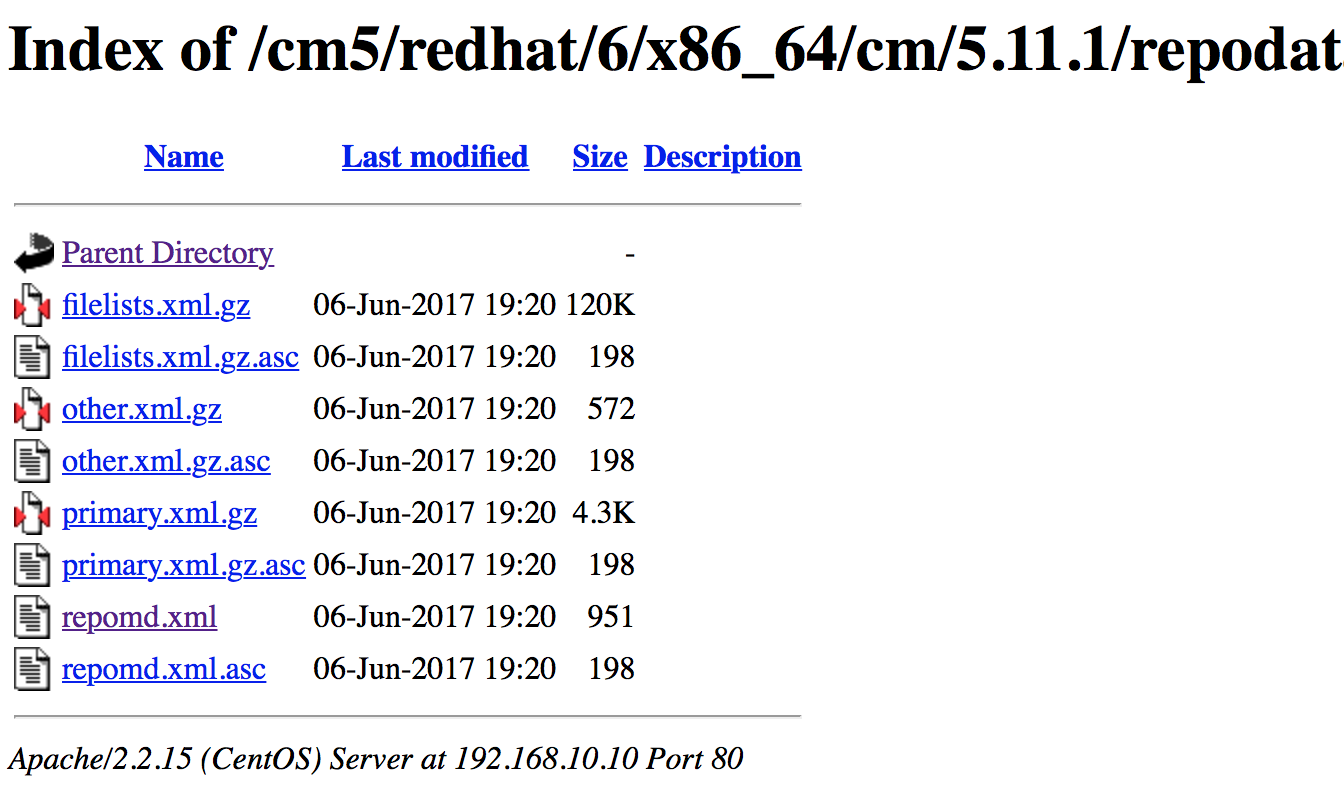 Index of /cm5/redhat/6/x86_64/cm/5.11.1/repodat
Name Last modified Size Description
Parent Directory -
filelists.xml.gz 06-Jun-2017 19:20 120K
filelists.xml.gz.asc 06-Jun-2017 19:20 198
other.xml.gz 06-Jun-2017 19:20 572
other.xml.gz.asc 06-Jun-2017 19:20 198
primary.xml.gz 06-Jun-2017 19:20 4.3K
primary.xml.gz.asc 06-Jun-2017 19:20 198
repomd.xml 06-Jun-2017 19:20 951
repomd.xml.asc 06-Jun-2017 19:20 198
Apache/2.2.15 (CentOS) Server at 192.168.10.10 Port 80